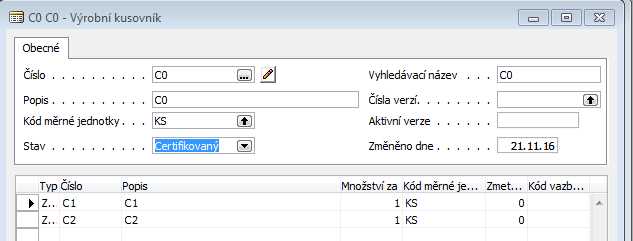 C0 C0 - Výrobní kusovník
Obecné
Číslo . . . . . . . . . . C0 ... Vyhledávací název . . . C0
Popis . . . . . . . . . . C0 Čísla verzí. . . . . . .
Kód měrné jednotky . . . KS Aktivní verze . . . . .
Stav . . . . . . . . . . Certifikovaný Změněno dne . . . . . 21.11.16
Typ Číslo Popis Množství za Kód měrné je... Zmet... Kód vazb...
Z... C1 C1 1 KS 0
Z... C2 C2 1 KS 0